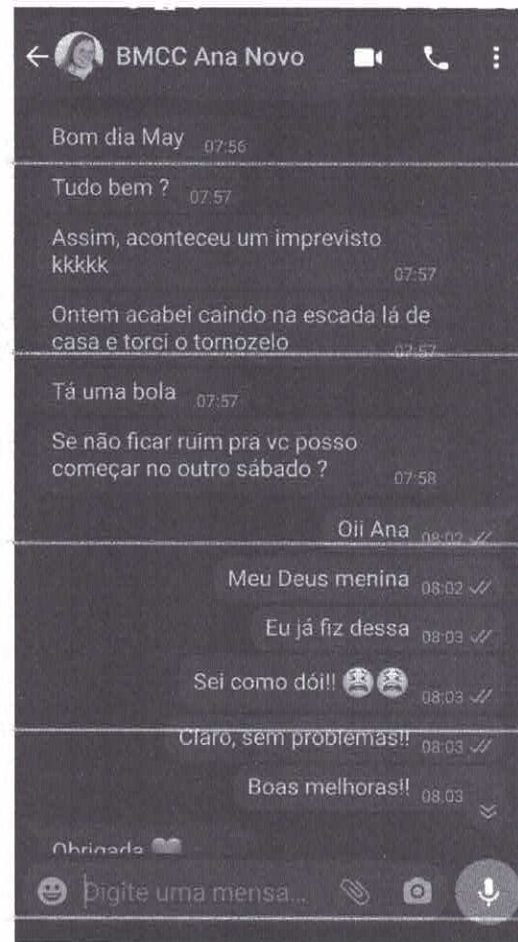 BMCC Ana Novo
Bom dia May 07:56
Tudo bem ? 07:57
Assim, aconteceu um imprevisto
kkkkk 07:57
Ontem acabei caindo na escada lá de
casa e torci o tornozelo 07:57
Tá uma bola 07:57
Se não ficar ruim pra vc posso
começar no outro sábado ? 07:58
Oii Ana 08:02
Meu Deus menina 08:02
Eu já fiz dessa 08:03
Sei como dói!! 😩😩 08:03
Claro, sem problemas!! 08:03
Boas melhoras!! 08:03
Obrigada
Digite uma mensa...